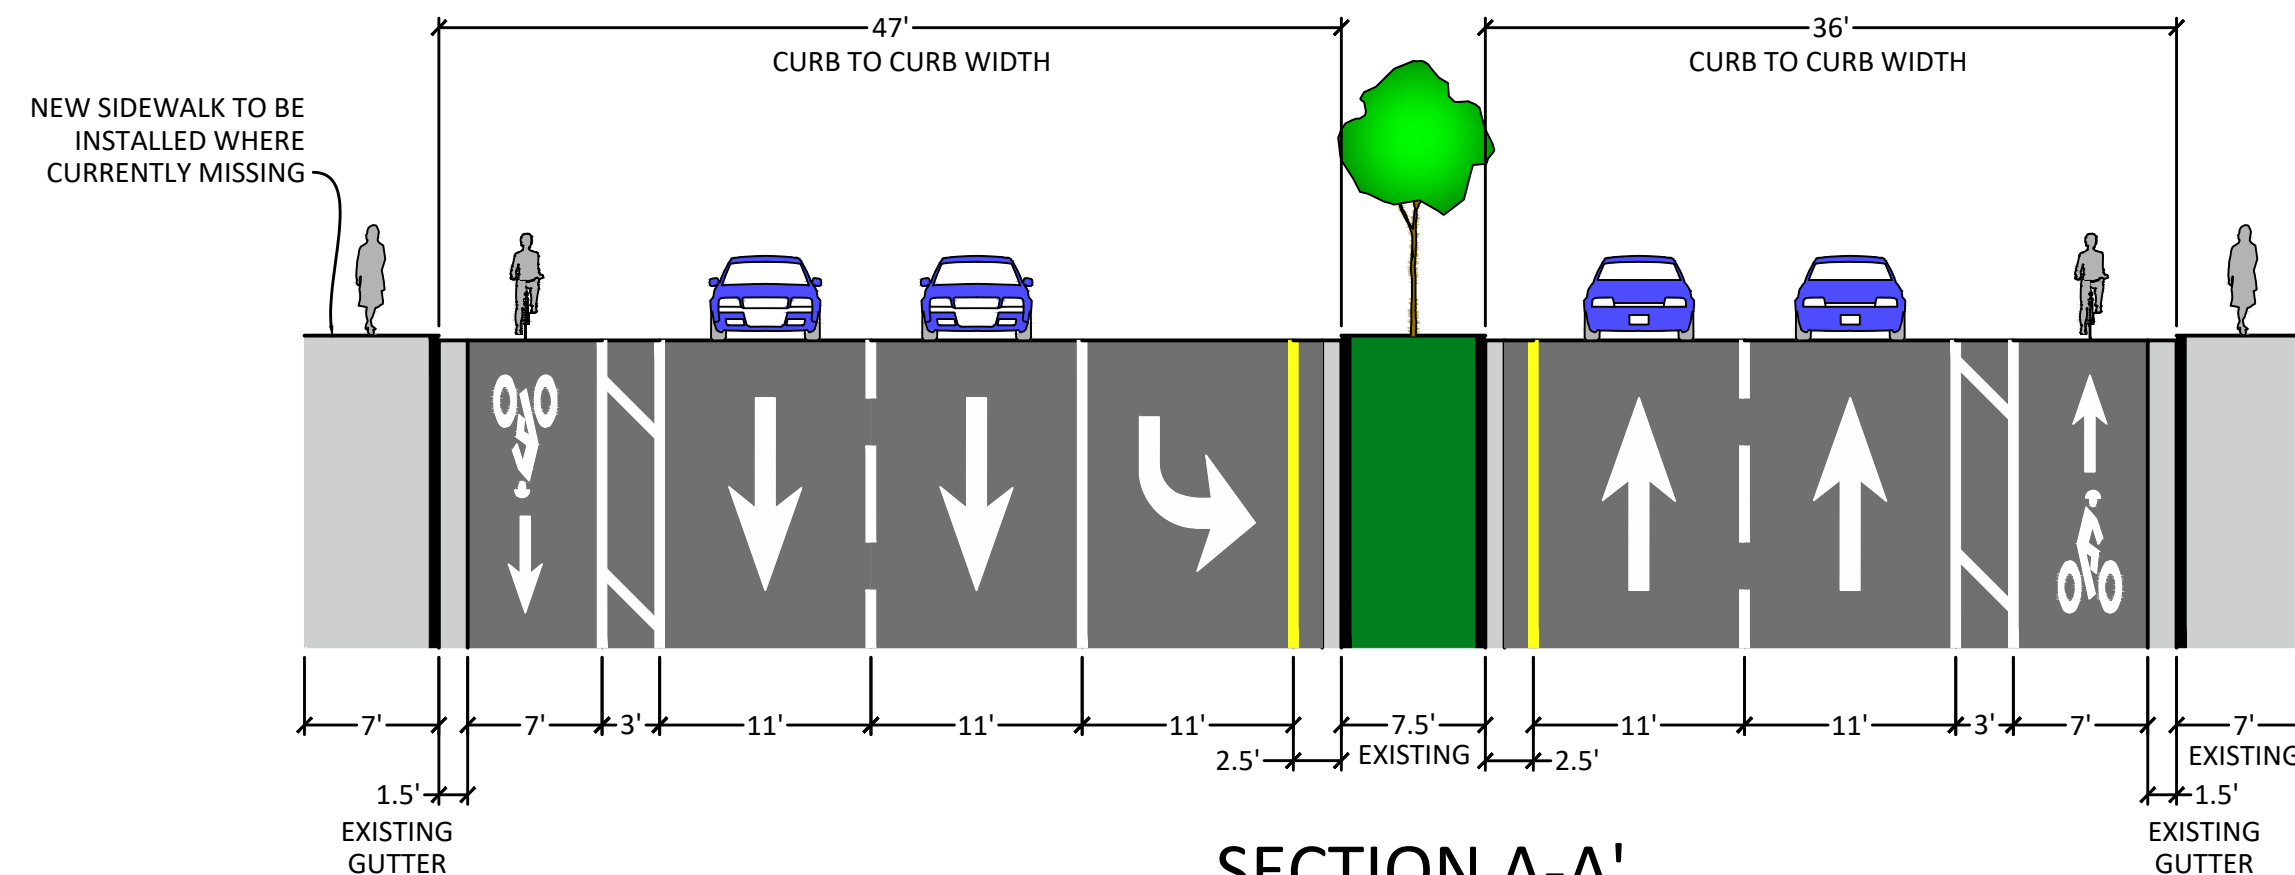 47'
CURB TO CURB WIDTH
36'
CURB TO CURB WIDTH
NEW SIDEWALK TO BE
INSTALLED WHERE
CURRENTLY MISSING
7'
7'
3'
11'
11'
11'
7.5'
EXISTING
11'
11'
3'
7'
7'
EXISTING
2.5'
2.5'
1.5'
EXISTING
GUTTER
1.5'
EXISTING
GUTTER
SECTION A-A'